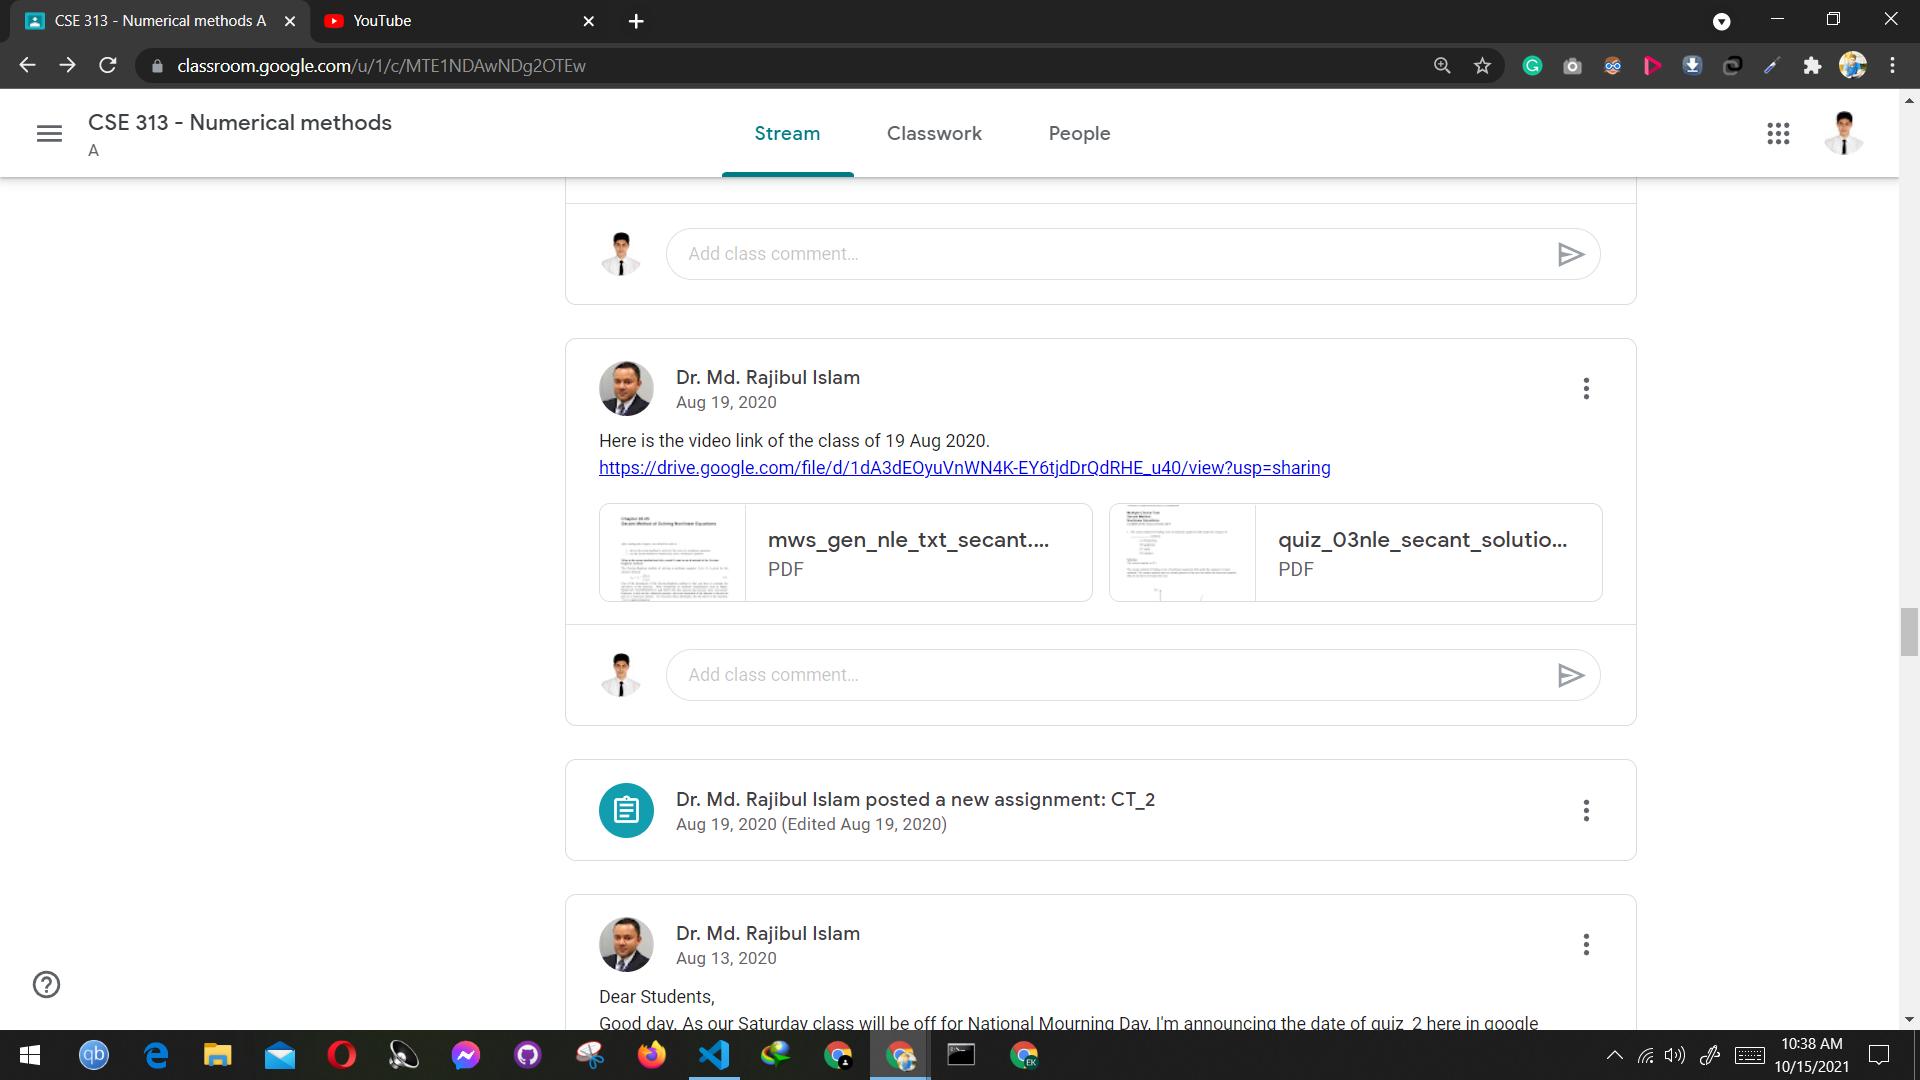 CSE 313 - Numerical methods A
YouTube
classroom.google.com/u/1/c/MTE1NDAwNDg2OTEw
CSE 313 - Numerical methods
A
Stream
Classwork
People
Add class comment...
Dr. Md. Rajibul Islam
Aug 19, 2020
Here is the video link of the class of 19 Aug 2020.
https://drive.google.com/file/d/1dA3dEOyuVnWN4K-EY6tjdDrQdRHE_u40/view?usp=sharing
mws_gen_nle_txt_secant....
PDF
quiz_03nle_secant_solutio...
PDF
Add class comment...
Dr. Md. Rajibul Islam posted a new assignment: CT_2
Aug 19, 2020 (Edited Aug 19, 2020)
Dr. Md. Rajibul Islam
Aug 13, 2020
Dear Students,
Good day. As our Saturday class will be off for National Mourning Day, I'm announcing the date of quiz_2 here in google
qb
EK
10:38 AM
10/15/2021